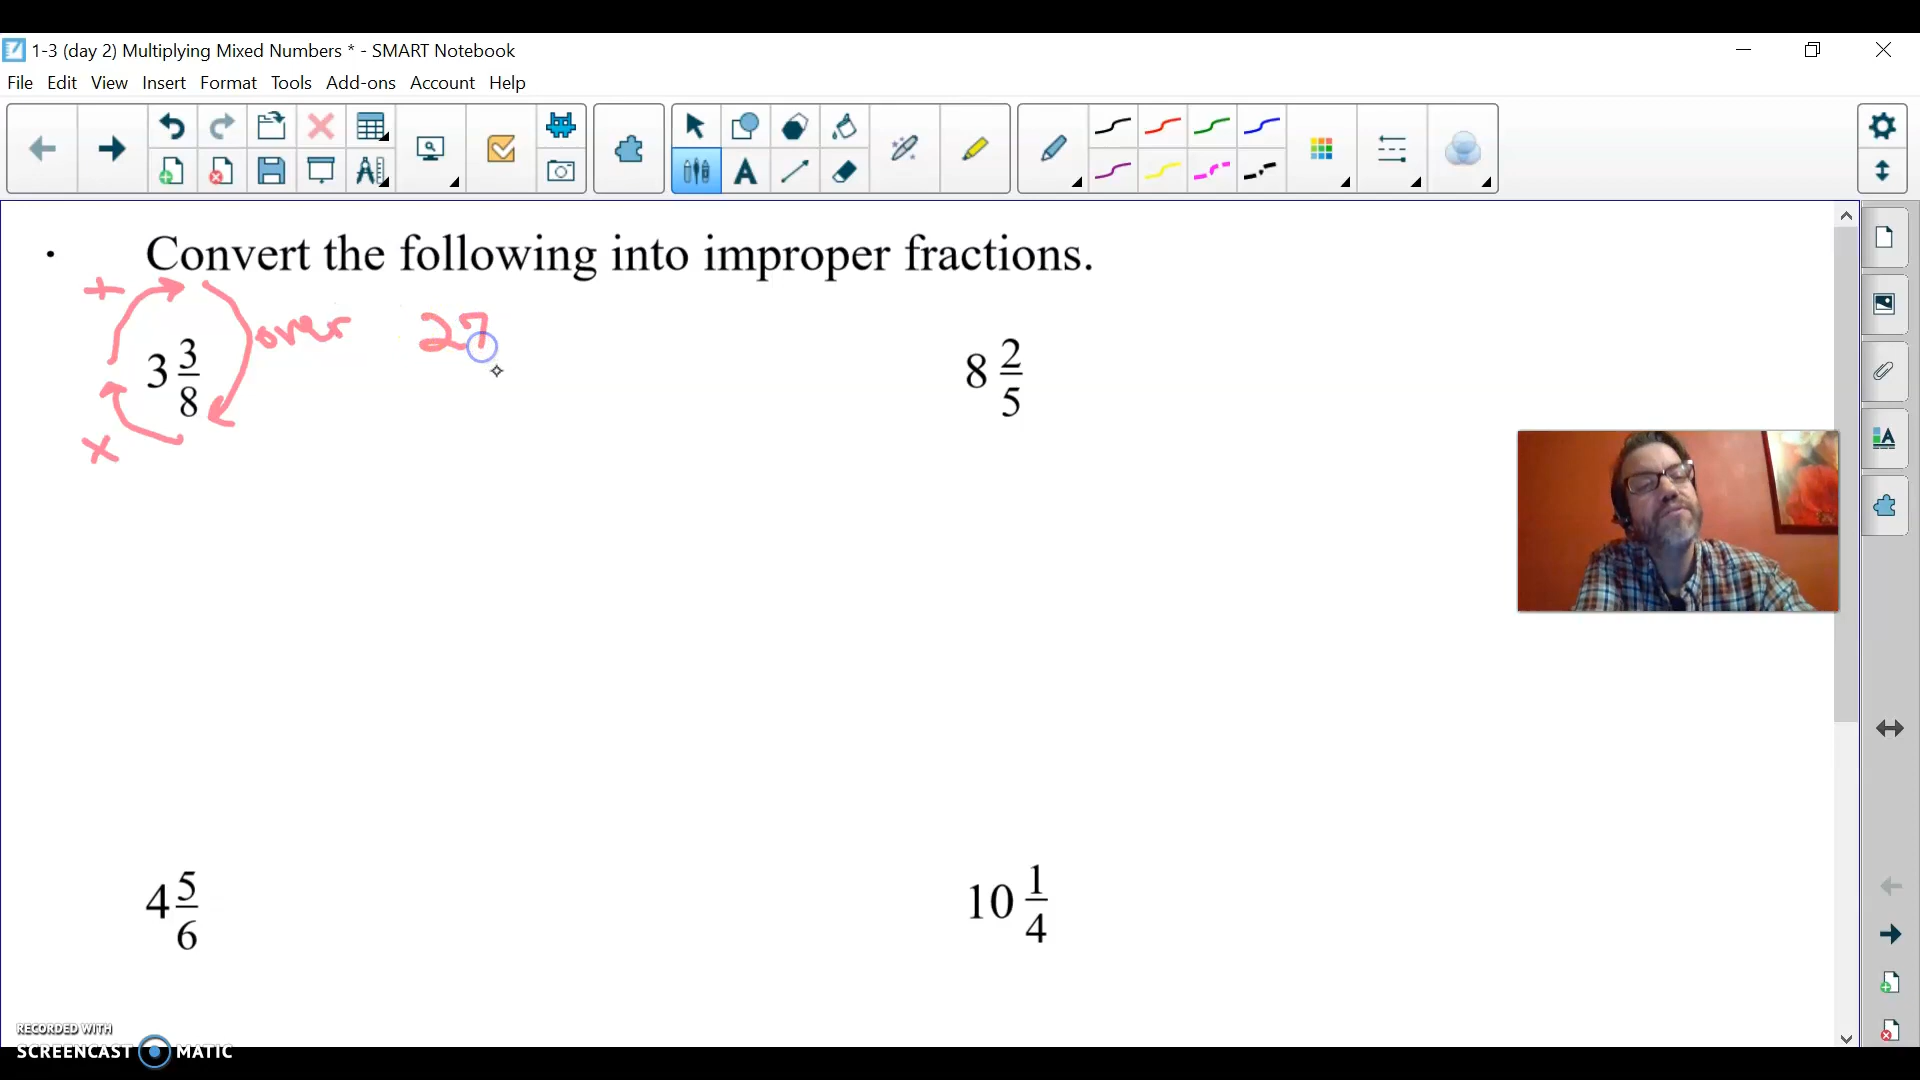 1-3 (day 2) Multiplying Mixed Numbers * - SMART Notebook
File Edit View Insert Format Tools Add-ons Account Help
A
A
· Convert the following into improper fractions.
+
over 27
3 3/8
8 2/5
×
4 5/6
10 1/4
RECORDED WITH
SCREENCAST MATIC